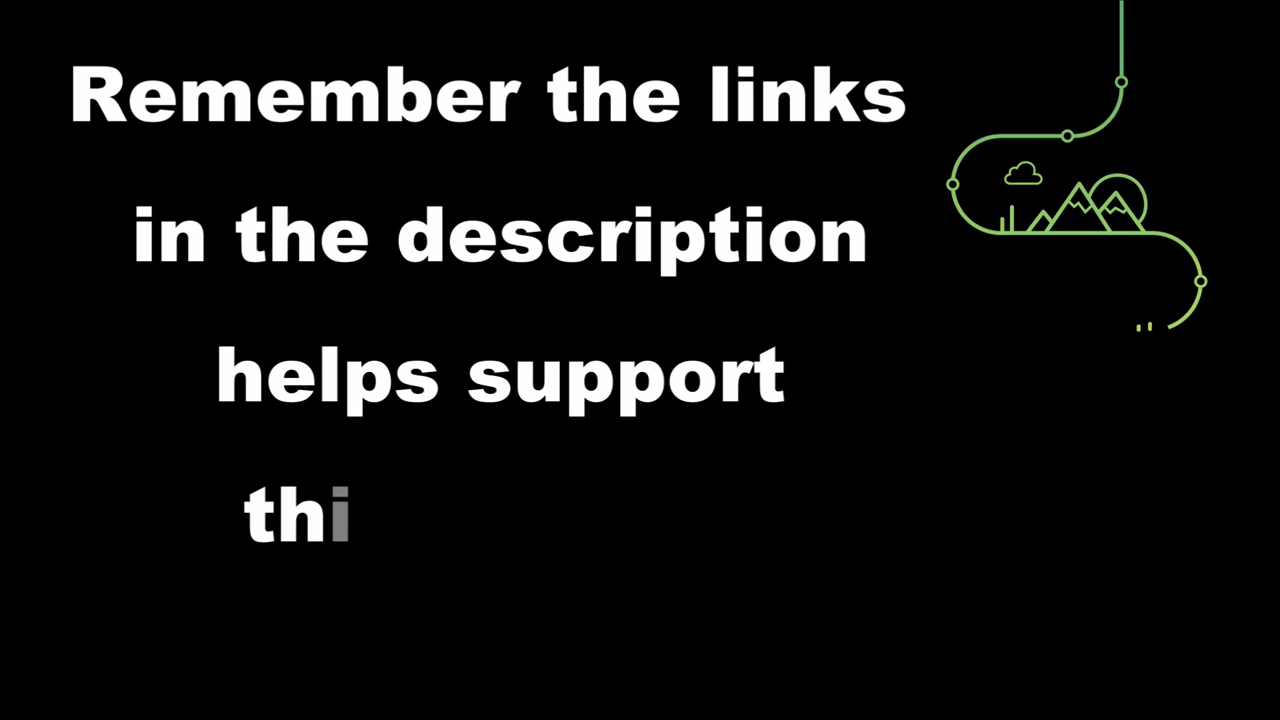 Remember the links
in the description
helps support
thi